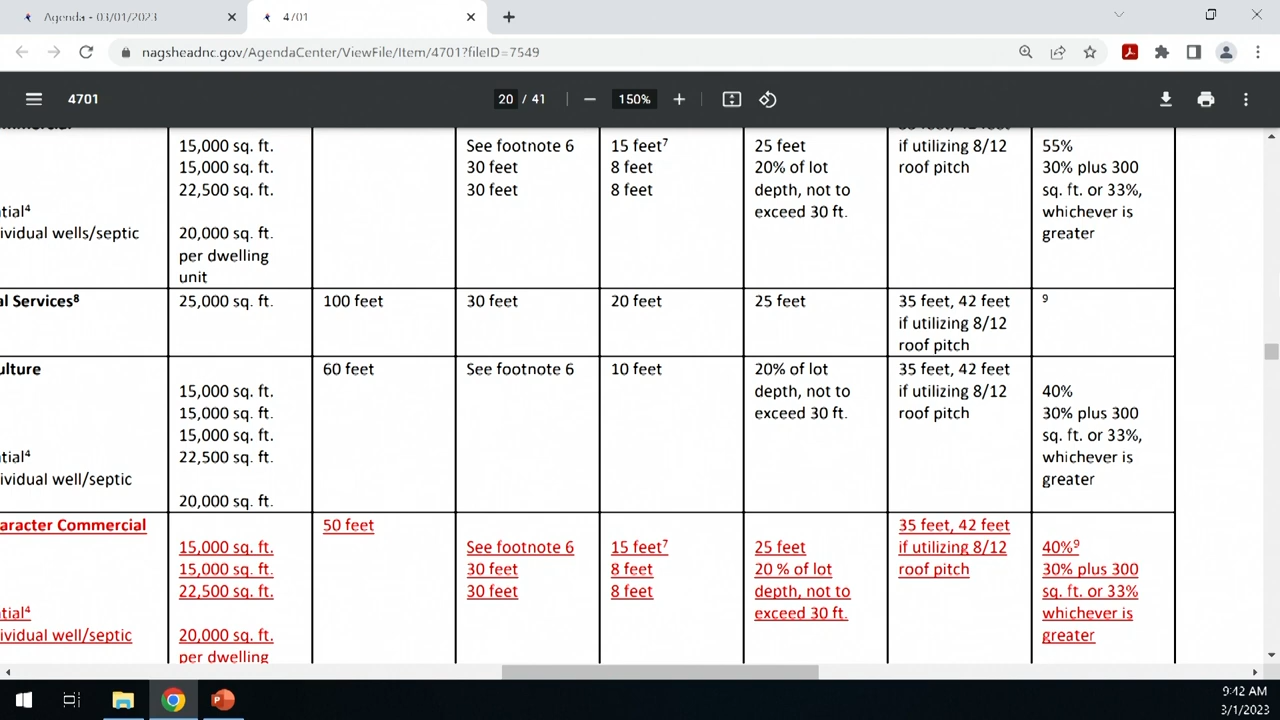 Agenda - 03/01/2023
4701
nagsheadnc.gov/AgendaCenter/ViewFile/Item/4701?fileID=7549
4701
20 / 41
150%
15,000 sq. ft.
15,000 sq. ft.
22,500 sq. ft.
tial4
ividual wells/septic
20,000 sq. ft.
per dwelling
unit
See footnote 6
30 feet
30 feet
15 feet7
8 feet
8 feet
25 feet
20% of lot
depth, not to
exceed 30 ft.
if utilizing 8/12
roof pitch
55%
30% plus 300
sq. ft. or 33%,
whichever is
greater
al Services8
25,000 sq. ft.
100 feet
30 feet
20 feet
25 feet
35 feet, 42 feet
if utilizing 8/12
roof pitch
9
ulture
15,000 sq. ft.
15,000 sq. ft.
15,000 sq. ft.
22,500 sq. ft.
tial4
ividual well/septic
20,000 sq. ft.
60 feet
See footnote 6
10 feet
20% of lot
depth, not to
exceed 30 ft.
35 feet, 42 feet
if utilizing 8/12
roof pitch
40%
30% plus 300
sq. ft. or 33%,
whichever is
greater
aracter Commercial
15,000 sq. ft.
15,000 sq. ft.
22,500 sq. ft.
tial4
ividual well/septic
20,000 sq. ft.
per dwelling
50 feet
See footnote 6
30 feet
30 feet
15 feet7
8 feet
8 feet
25 feet
20 % of lot
depth, not to
exceed 30 ft.
35 feet, 42 feet
if utilizing 8/12
roof pitch
40%9
30% plus 300
sq. ft. or 33%
whichever is
greater
9:42 AM
3/1/2023